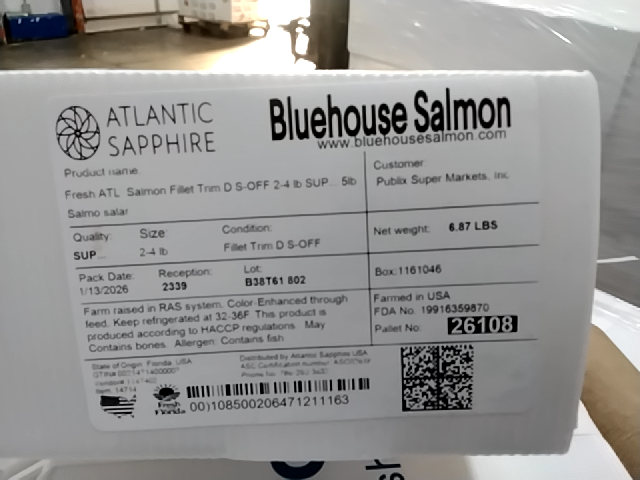 ATLANTIC
SAPPHIRE
Bluehouse Salmon
www.bluehousesalmon.com
Product name:
Fresh ATL Salmon Fillet Trim D S-OFF 2-4 lb SUP... 5lb
Salmo salar
Customer:
Publix Super Markets, Inc
Quality:
SUP...
Size:
2-4 lb
Condition:
Fillet Trim D S-OFF
Net weight: 6.87 LBS
Pack Date:
1/13/2026
Reception:
2339
Lot:
B38T61 802
Box:1161046
Farm raised in RAS system. Color Enhanced through
feed. Keep refrigerated at 32-36F. This product is
produced according to HACCP regulations. May
Contains bones. Allergen: Contains fish
Farmed in USA
FDA No. 19916359870
Pallet No: 26108
State of Origin: Florida, USA
Distributed by Atlantic Sapphire USA
Fresh
Florida
00)108500206471211163
sh